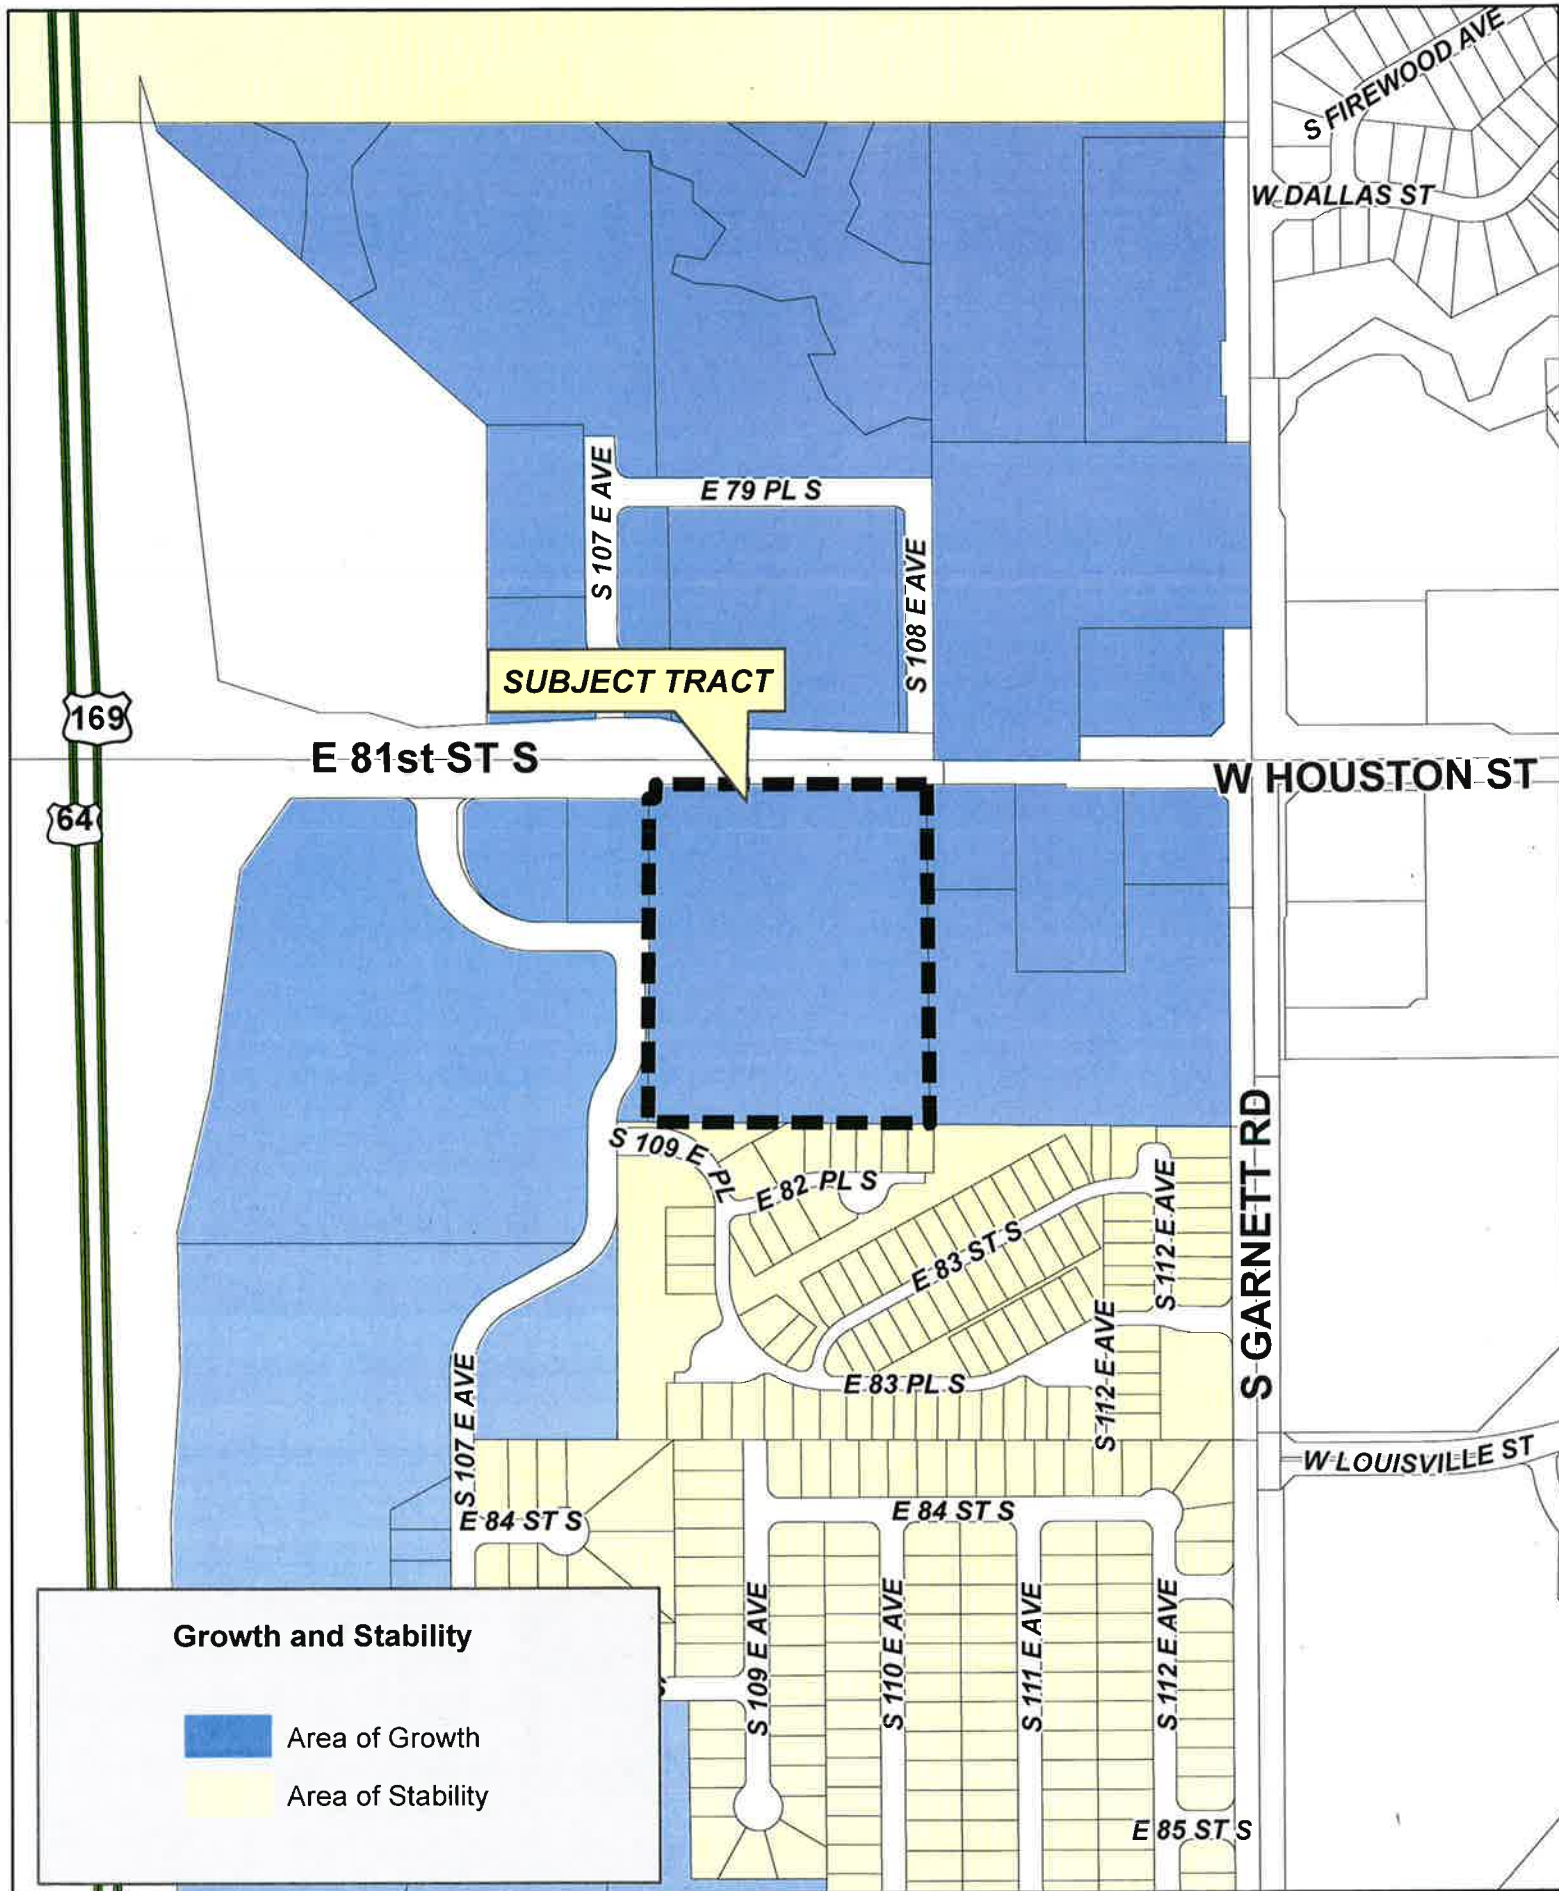 S FIREWOOD AVE
W DALLAS ST
E 79 PL S
S 107 E AVE
S 108 E AVE
SUBJECT TRACT
169
E 81st ST S
W HOUSTON ST
64
S 109 E PL
E 82 PL S
S GARNETT RD
S 112 E AVE
E 83 ST S
S 112 E AVE
E 83 PL S
S 107 E AVE
W LOUISVILLE ST
E 84 ST S
E 84 ST S
S 109 E AVE
S 110 E AVE
S 111 E AVE
S 112 E AVE
E 85 ST S
Growth and Stability
Area of Growth
Area of Stability